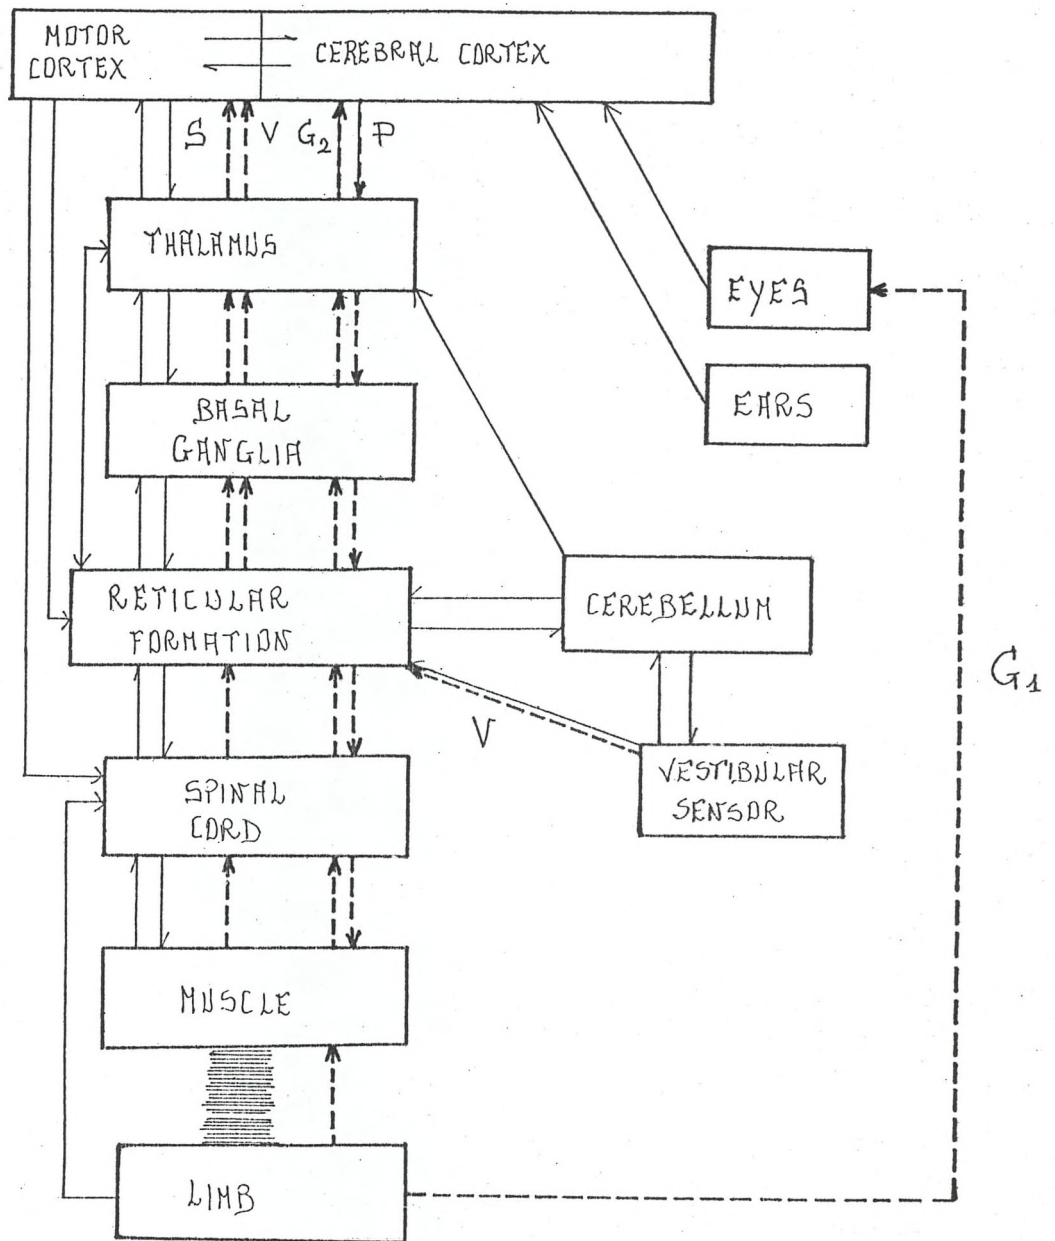 MOTOR
CORTEX
CEREBRAL CORTEX
S
V
G₂
P
THALAMUS
EYES
EARS
BASAL
GANGLIA
RETICULAR
FORMATION
CEREBELLUM
G₁
V
SPINAL
CORD
VESTIBULAR
SENSOR
MUSCLE
LIMB